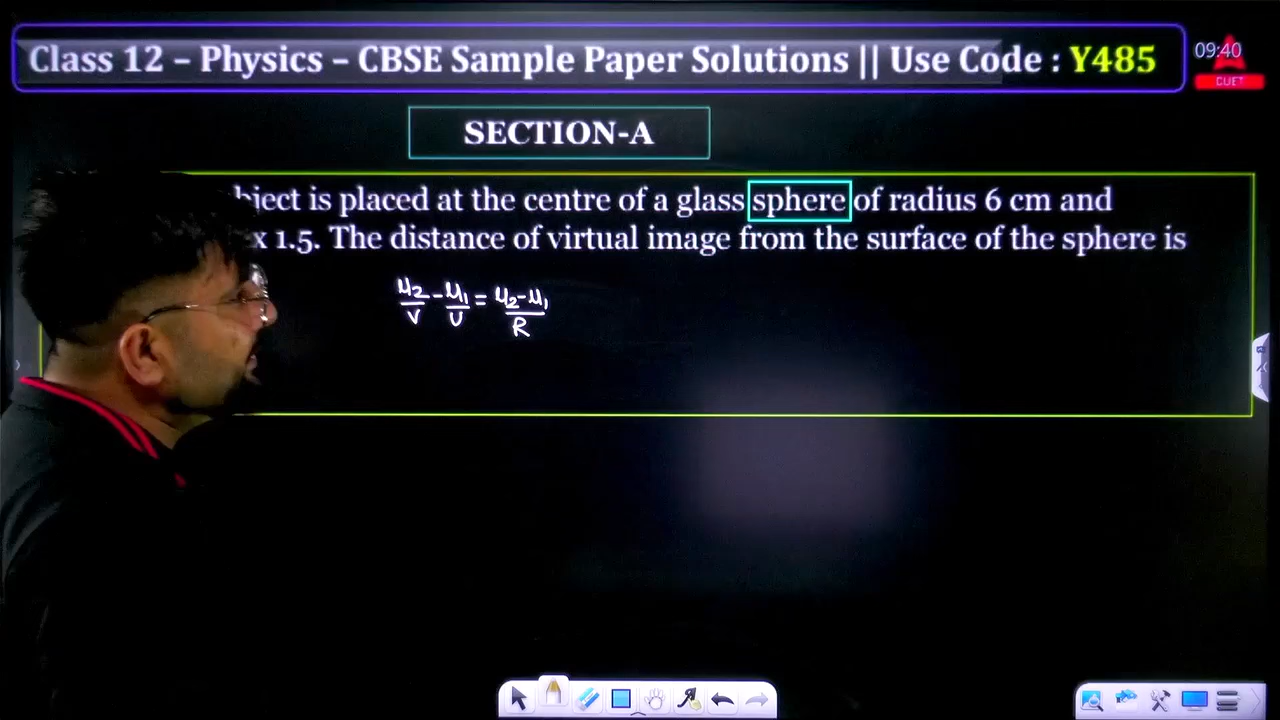 Class 12 – Physics – CBSE Sample Paper Solutions || Use Code : Y485
09:40
CUET
SECTION-A
is placed at the centre of a glass sphere of radius 6 cm and
1.5. The distance of virtual image from the surface of the sphere is
μ2/v - μ1/u = μ2-μ1/R